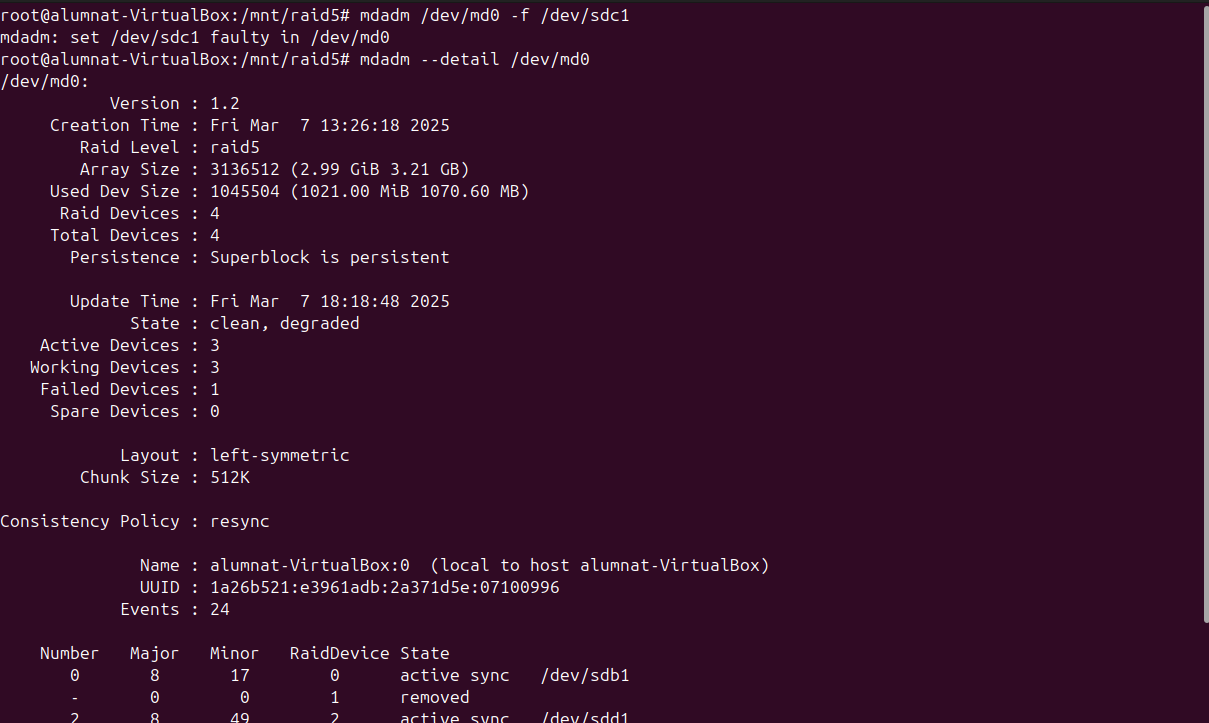 root@alumnat-VirtualBox:/mnt/raid5# mdadm /dev/md0 -f /dev/sdc1
mdadm: set /dev/sdc1 faulty in /dev/md0
root@alumnat-VirtualBox:/mnt/raid5# mdadm --detail /dev/md0
/dev/md0:
           Version : 1.2
     Creation Time : Fri Mar  7 13:26:18 2025
        Raid Level : raid5
        Array Size : 3136512 (2.99 GiB 3.21 GB)
     Used Dev Size : 1045504 (1021.00 MiB 1070.60 MB)
      Raid Devices : 4
     Total Devices : 4
       Persistence : Superblock is persistent

       Update Time : Fri Mar  7 18:18:48 2025
             State : clean, degraded
    Active Devices : 3
   Working Devices : 3
    Failed Devices : 1
     Spare Devices : 0

            Layout : left-symmetric
        Chunk Size : 512K

Consistency Policy : resync

              Name : alumnat-VirtualBox:0  (local to host alumnat-VirtualBox)
              UUID : 1a26b521:e3961adb:2a371d5e:07100996
            Events : 24

    Number   Major   Minor   RaidDevice State
       0       8       17        0      active sync   /dev/sdb1
       -       0        0        1      removed
       2       8       49        2      active sync   /dev/sdd1